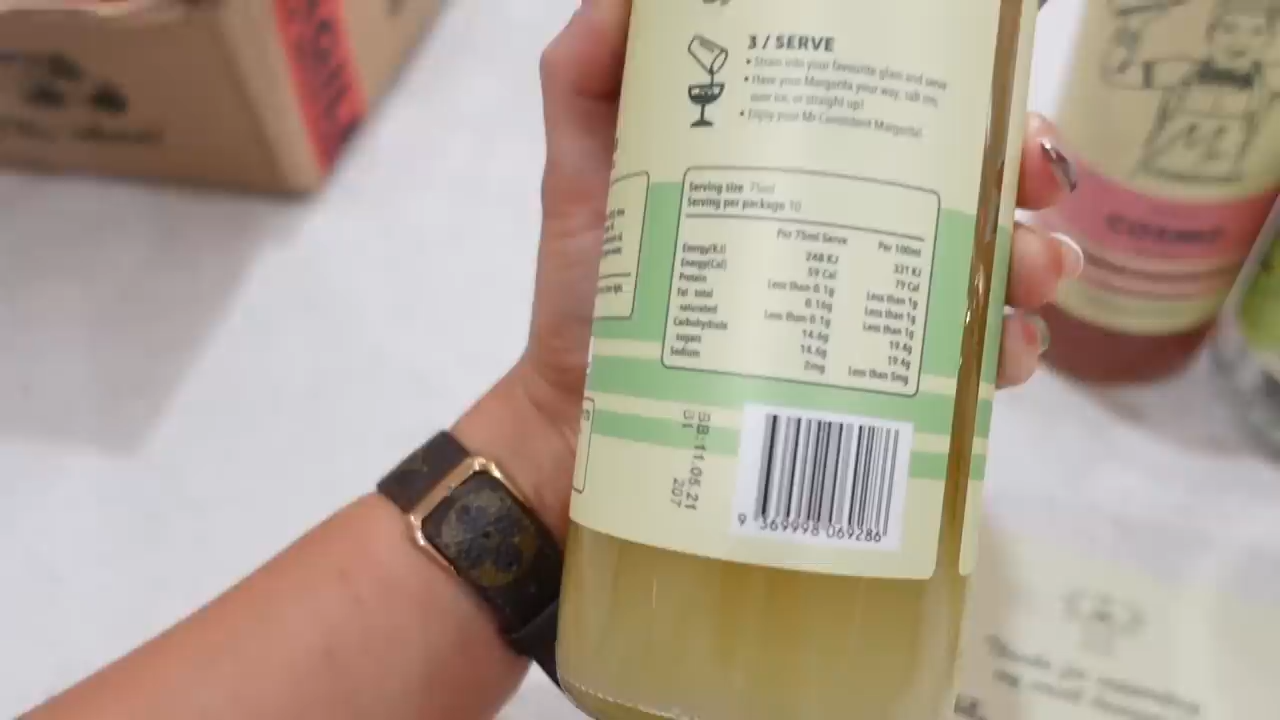 3 / SERVE
• Strain into your favourite glass and serve
• Have your Margarita your way, salt rim,
over ice, or straight up!
• Enjoy your Mr Consistent Margarita!
Serving size 75ml
Serving per package 10
Per 75ml Serve Per 100ml
Energy(KJ) 248 KJ 331 KJ
Energy(Cal) 59 Cal 79 Cal
Protein Less than 0.1g Less than 1g
Fat - total 0.16g Less than 1g
- saturated Less than 0.1g Less than 1g
Carbohydrate 14.6g 19.4g
sugars 14.6g 19.4g
Sodium 2mg Less than 5mg
BB:11.05.21
207
9 369998 069286
COSMO